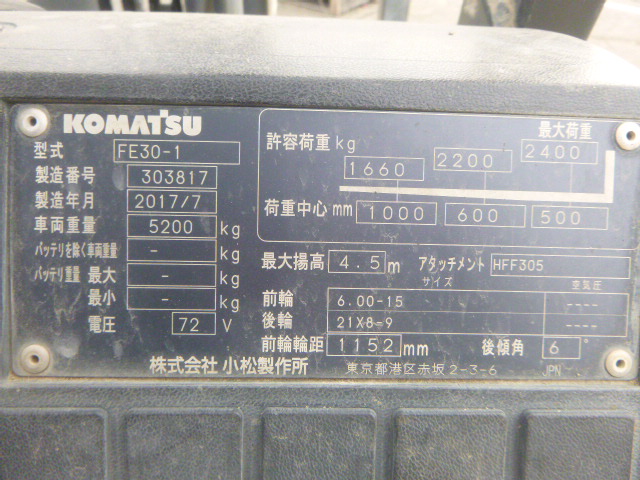 KOMATSU
型式 FE30-1
製造番号 303817
製造年月 2017/7
車両重量 5200 kg
バッテリを除く車両重量 - kg
バッテリ重量 最大 - kg
最小 - kg
電圧 72 V
許容荷重 kg 最大荷重
1660 2200 2400
荷重中心 mm 1000 600 500
最大揚高 4.5 m アタッチメント HFF305
サイズ 空気圧
前輪 6.00-15 ----
後輪 21X8-9 ----
前輪輪距 1152 mm 後傾角 6°
株式会社 小松製作所 東京都港区赤坂2-3-6 JPN